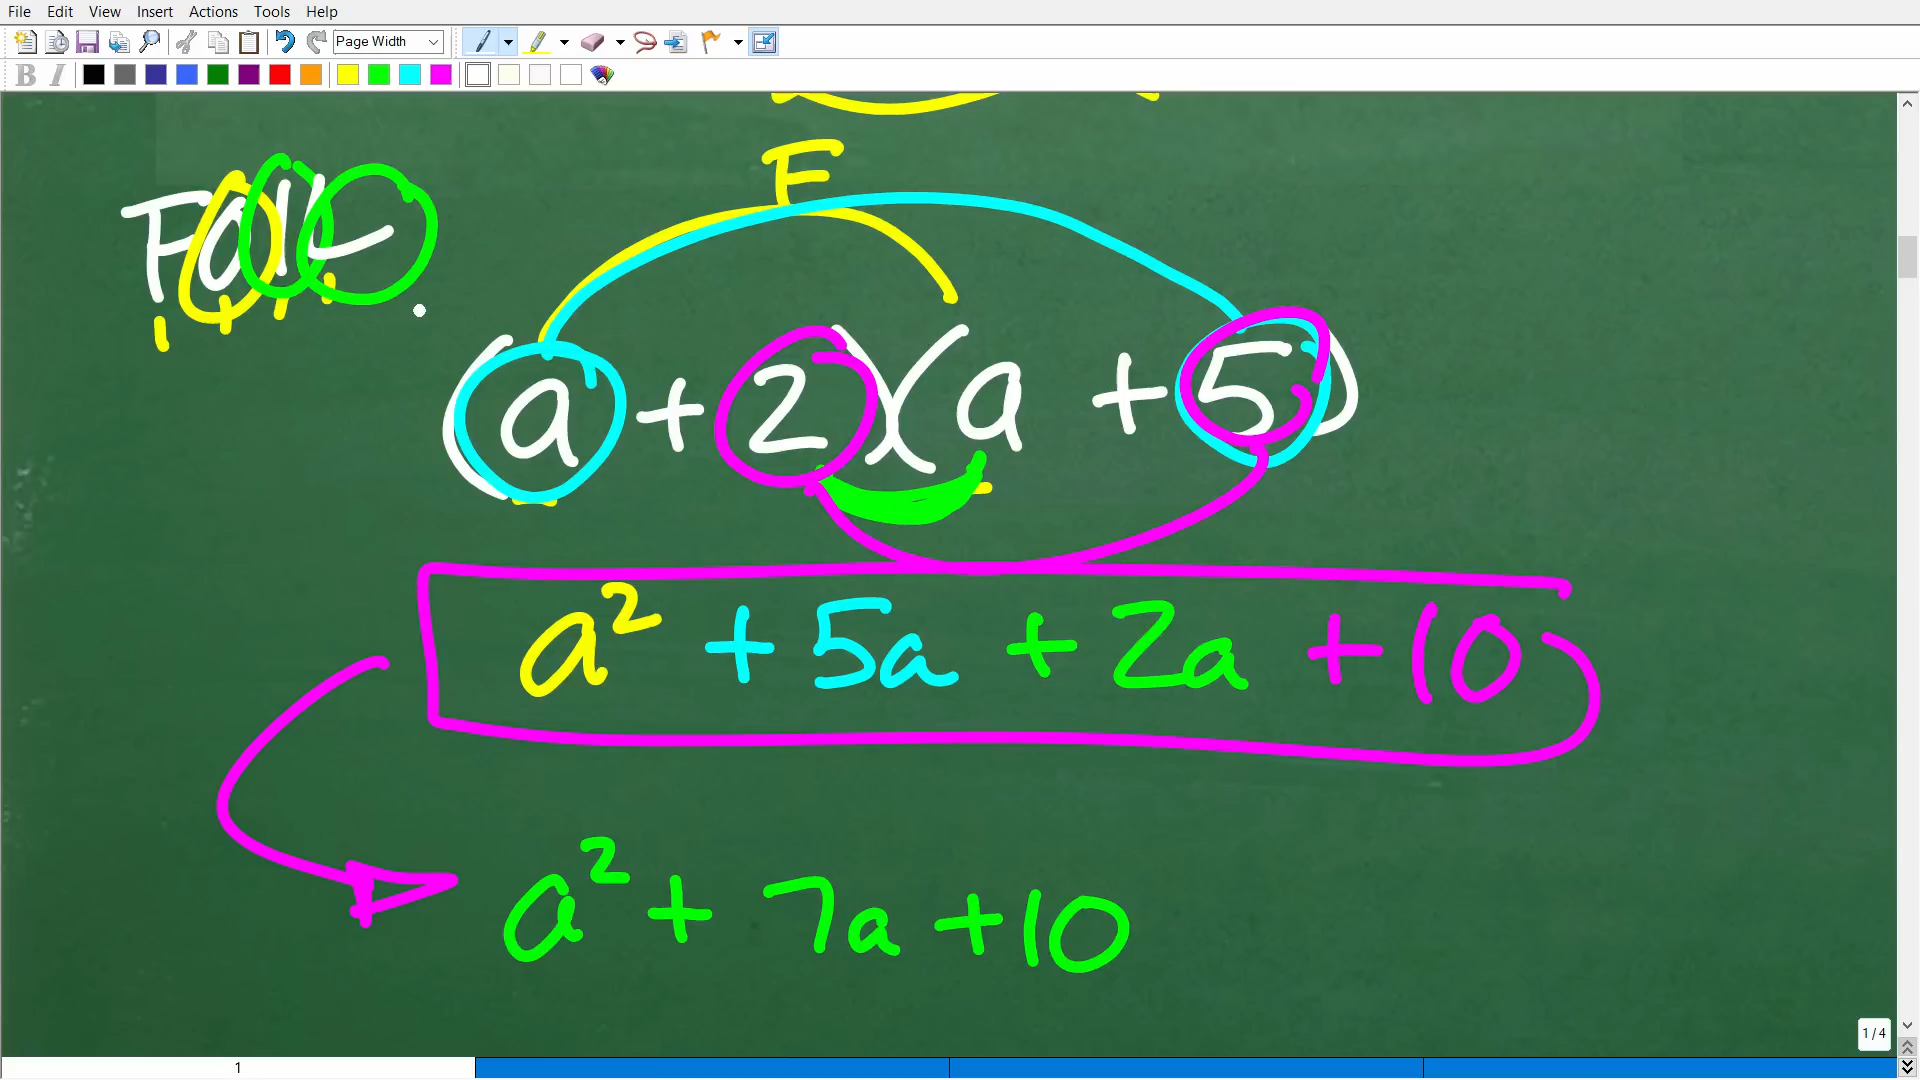 File Edit View Insert Actions Tools Help
Page Width
B I
F
FOIL
(a + 2)(a + 5)
a² + 5a + 2a + 10
a² + 7a + 10
1 / 4
1